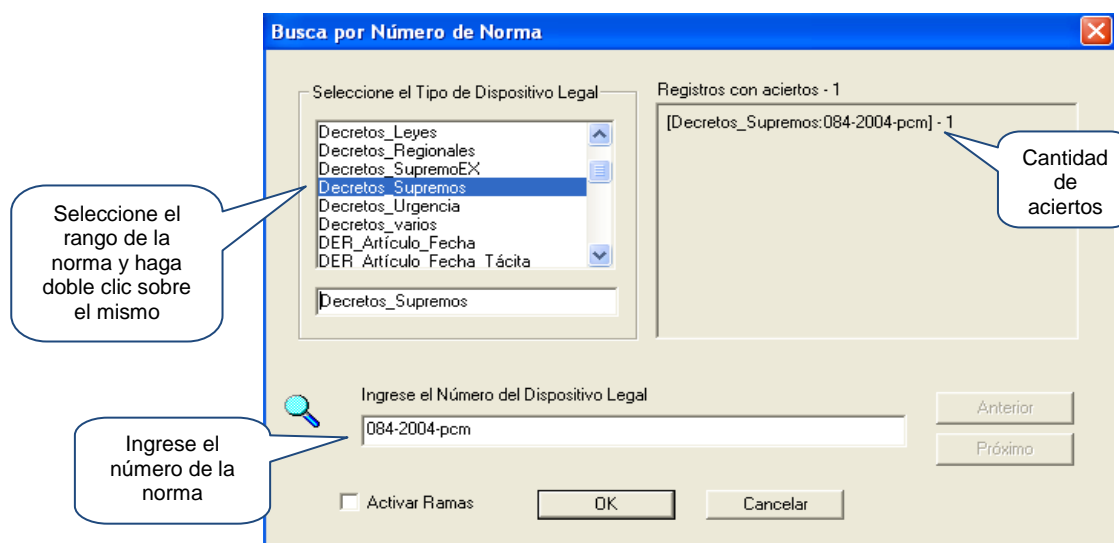 Busca por Número de Norma
Seleccione el Tipo de Dispositivo Legal
Decretos_Leyes
Decretos_Regionales
Decretos_SupremoEX
Decretos_Supremos
Decretos_Urgencia
Decretos_varios
DER_Artículo_Fecha
DER_Artículo_Fecha_Tácita
Decretos_Supremos
Registros con aciertos - 1
[Decretos_Supremos:084-2004-pcm] - 1
Cantidad
de
aciertos
Seleccione el
rango de la
norma y haga
doble clic sobre
el mismo
Ingrese el Número del Dispositivo Legal
084-2004-pcm
Anterior
Próximo
Ingrese el
número de la
norma
Activar Ramas
OK
Cancelar